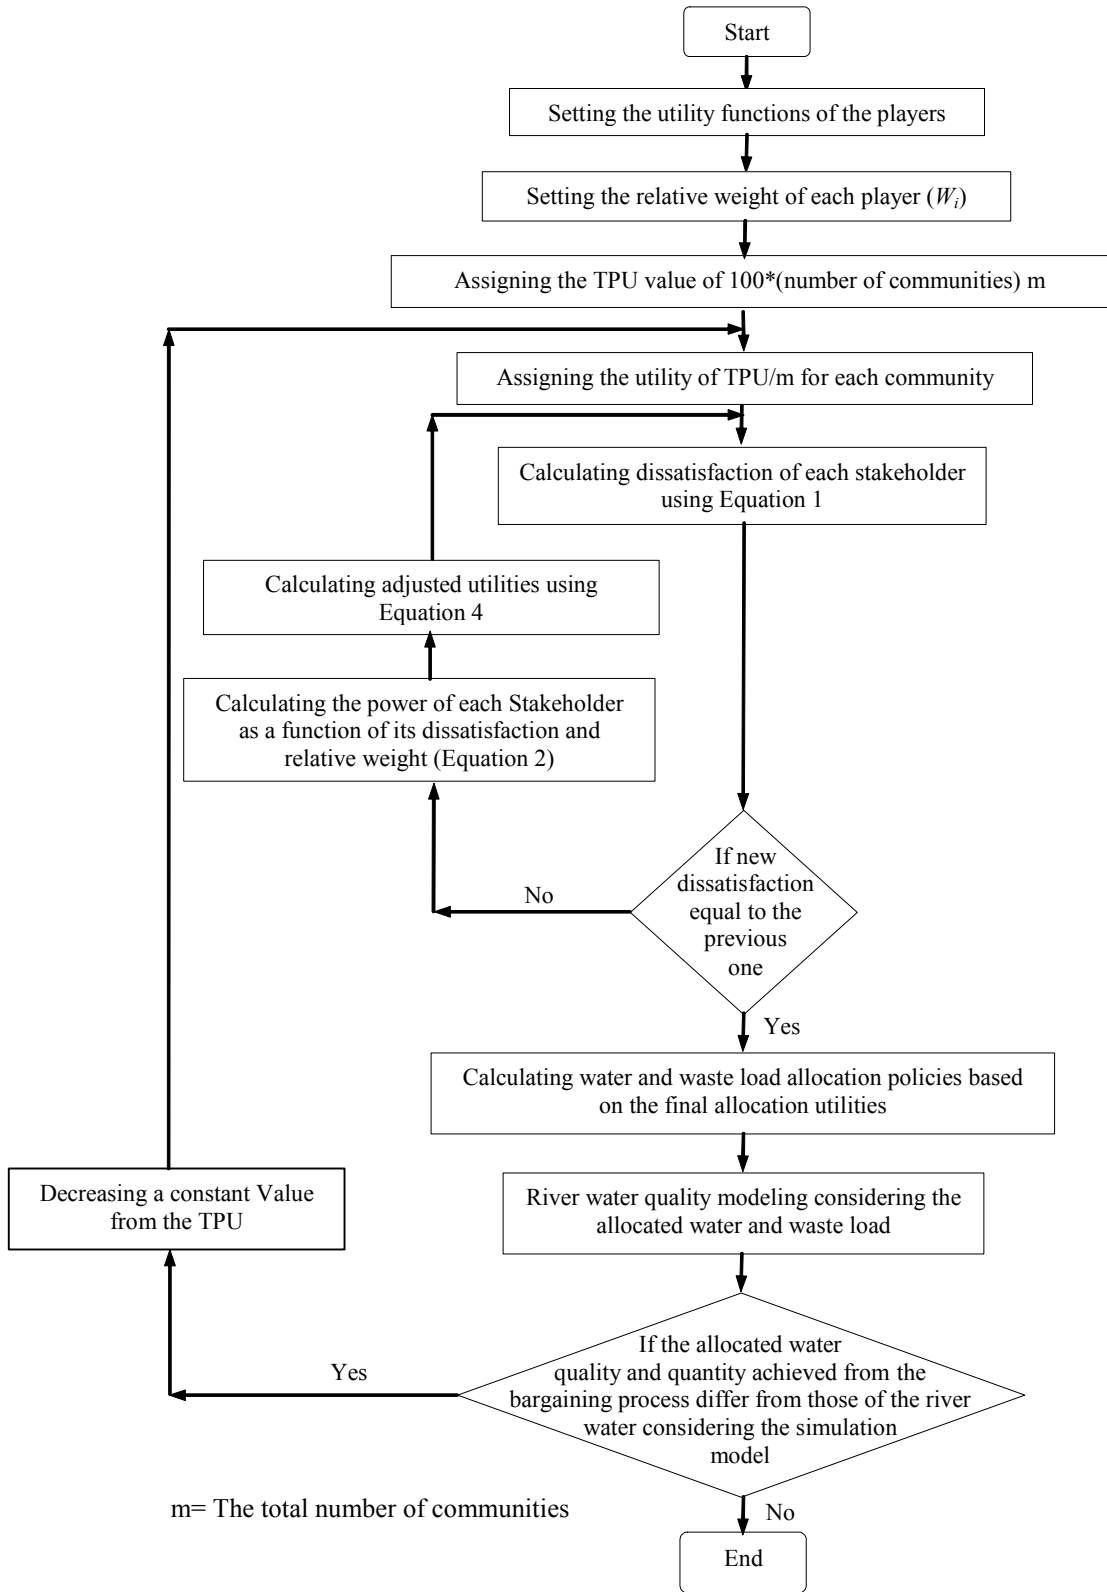 Start
Setting the utility functions of the players
Setting the relative weight of each player (Wi)
Assigning the TPU value of 100*(number of communities) m
Assigning the utility of TPU/m for each community
Calculating dissatisfaction of each stakeholder
using Equation 1
Calculating adjusted utilities using
Equation 4
Calculating the power of each Stakeholder
as a function of its dissatisfaction and
relative weight (Equation 2)
If new
dissatisfaction
equal to the
previous
one
No
Yes
Calculating water and waste load allocation policies based
on the final allocation utilities
Decreasing a constant Value
from the TPU
River water quality modeling considering the
allocated water and waste load
If the allocated water
quality and quantity achieved from the
bargaining process differ from those of the river
water considering the simulation
model
Yes
No
m= The total number of communities
End